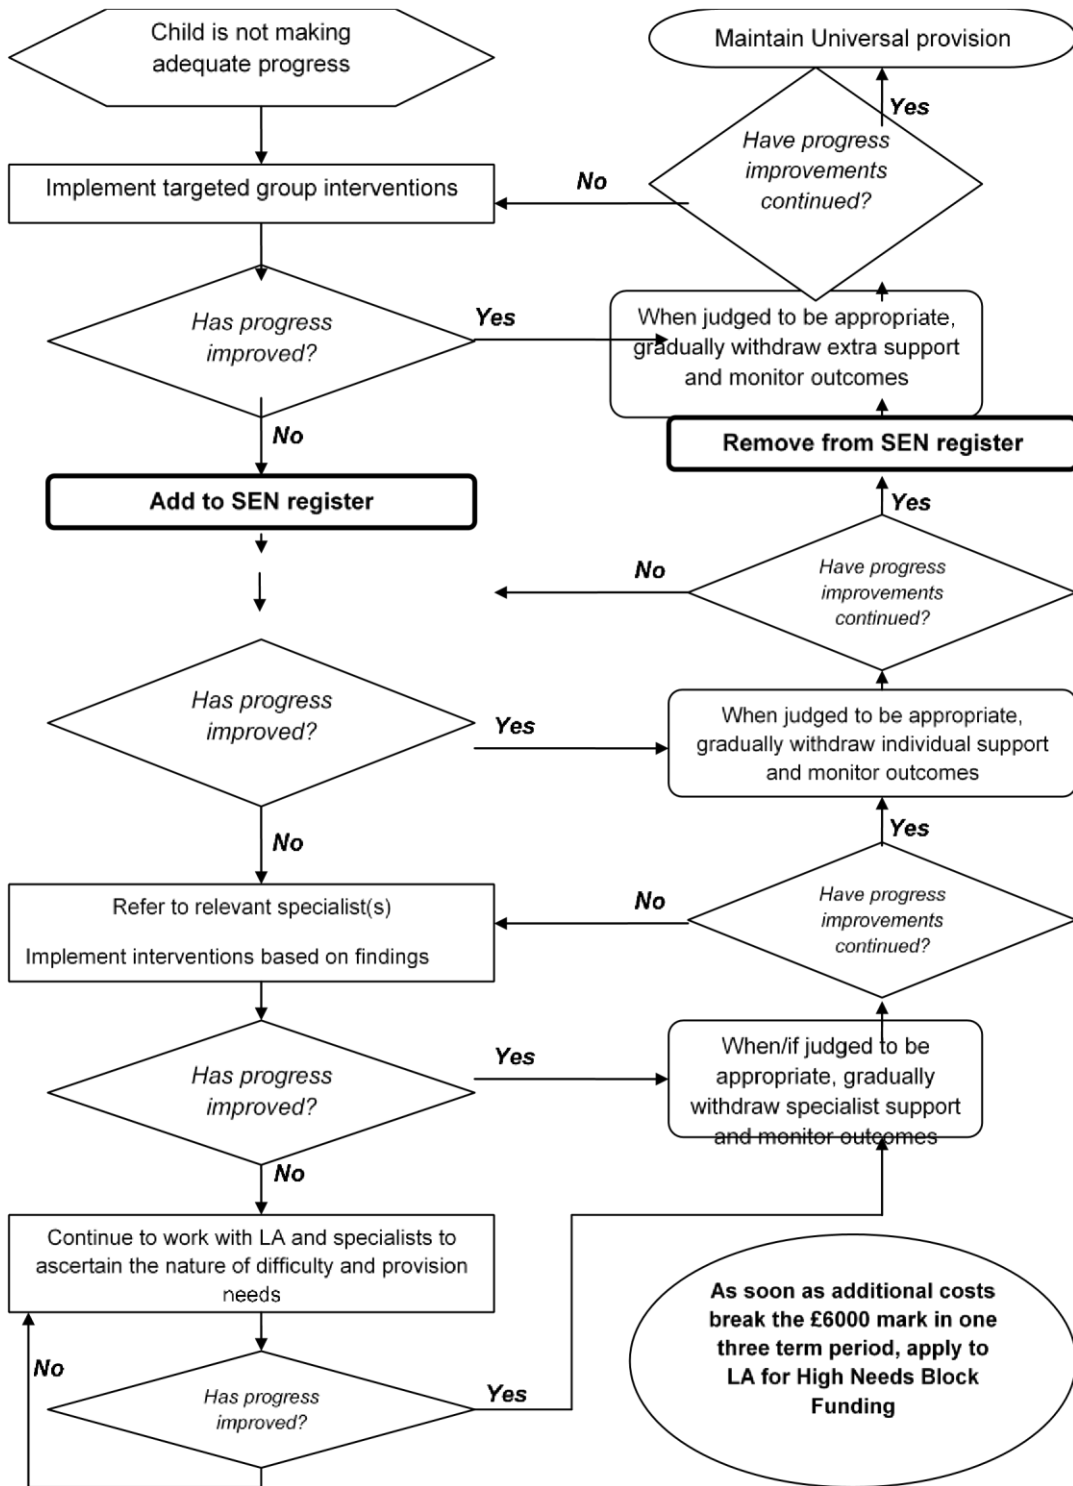 Child is not making
adequate progress
Maintain Universal provision
Yes
Have progress
improvements
continued?
No
Implement targeted group interventions
Has progress
improved?
Yes
When judged to be appropriate,
gradually withdraw extra support
and monitor outcomes
No
Remove from SEN register
Add to SEN register
Yes
Have progress
improvements
continued?
No
Has progress
improved?
Yes
When judged to be appropriate,
gradually withdraw individual support
and monitor outcomes
No
Yes
Have progress
improvements
continued?
No
Refer to relevant specialist(s)
Implement interventions based on findings
Has progress
improved?
Yes
When/if judged to be
appropriate, gradually
withdraw specialist support
and monitor outcomes
No
Continue to work with LA and specialists to
ascertain the nature of difficulty and provision
needs
No
Has progress
improved?
Yes
As soon as additional costs
break the £6000 mark in one
three term period, apply to
LA for High Needs Block
Funding